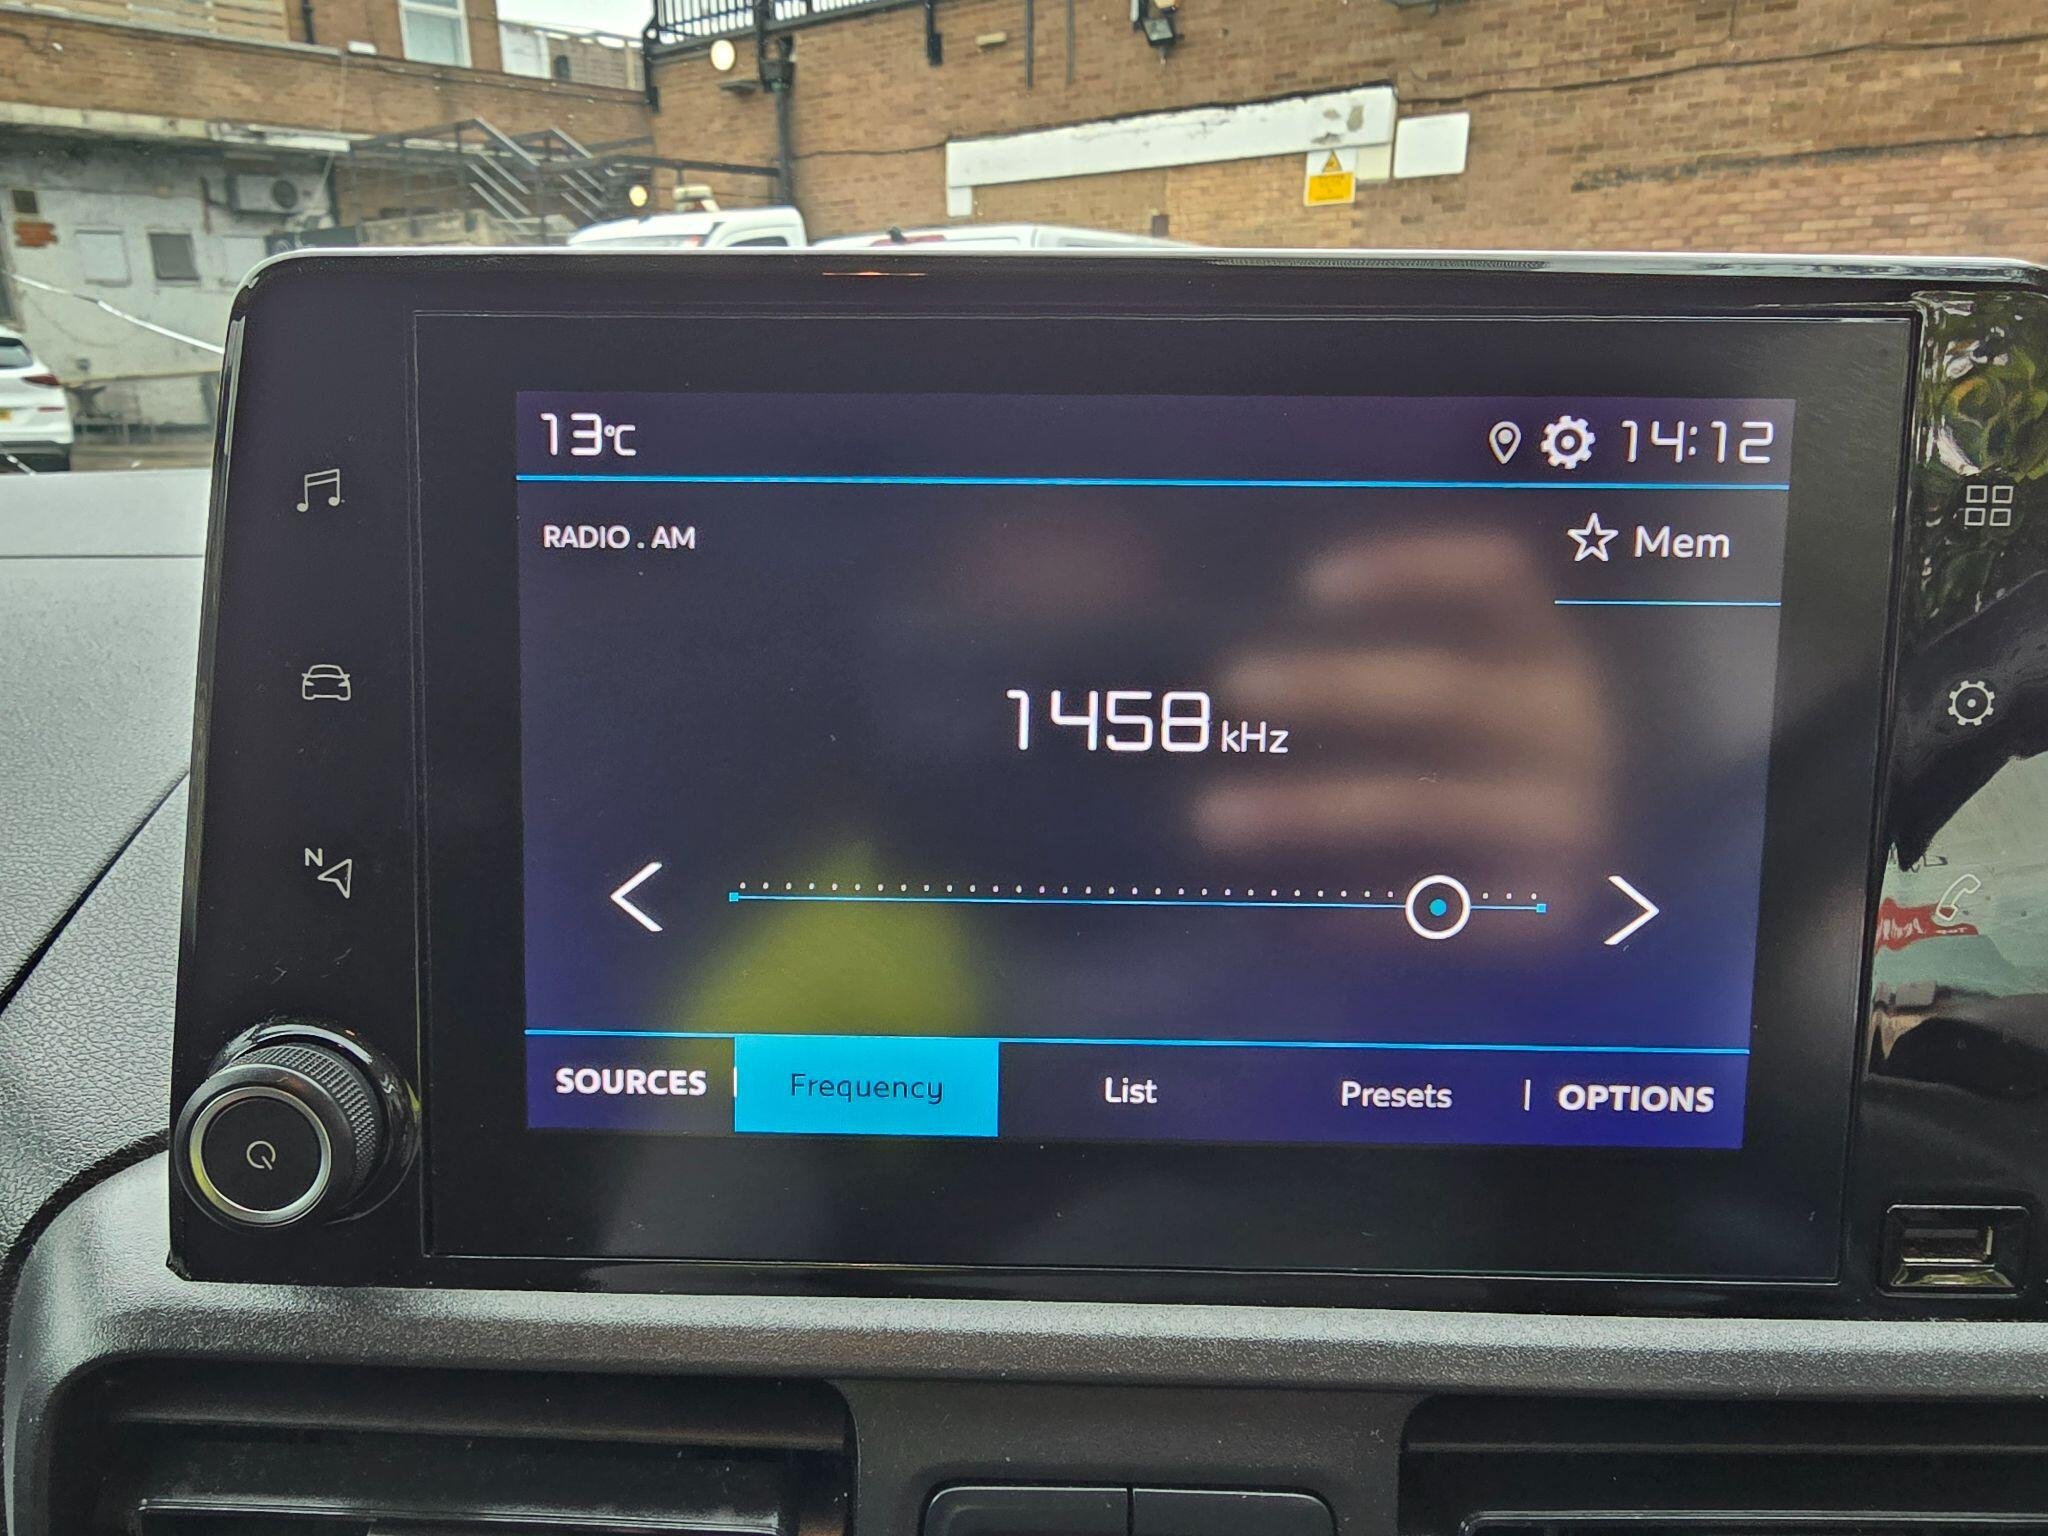 13°C 14:12
RADIO . AM
Mem
1458 kHz
N
SOURCES Frequency List Presets OPTIONS